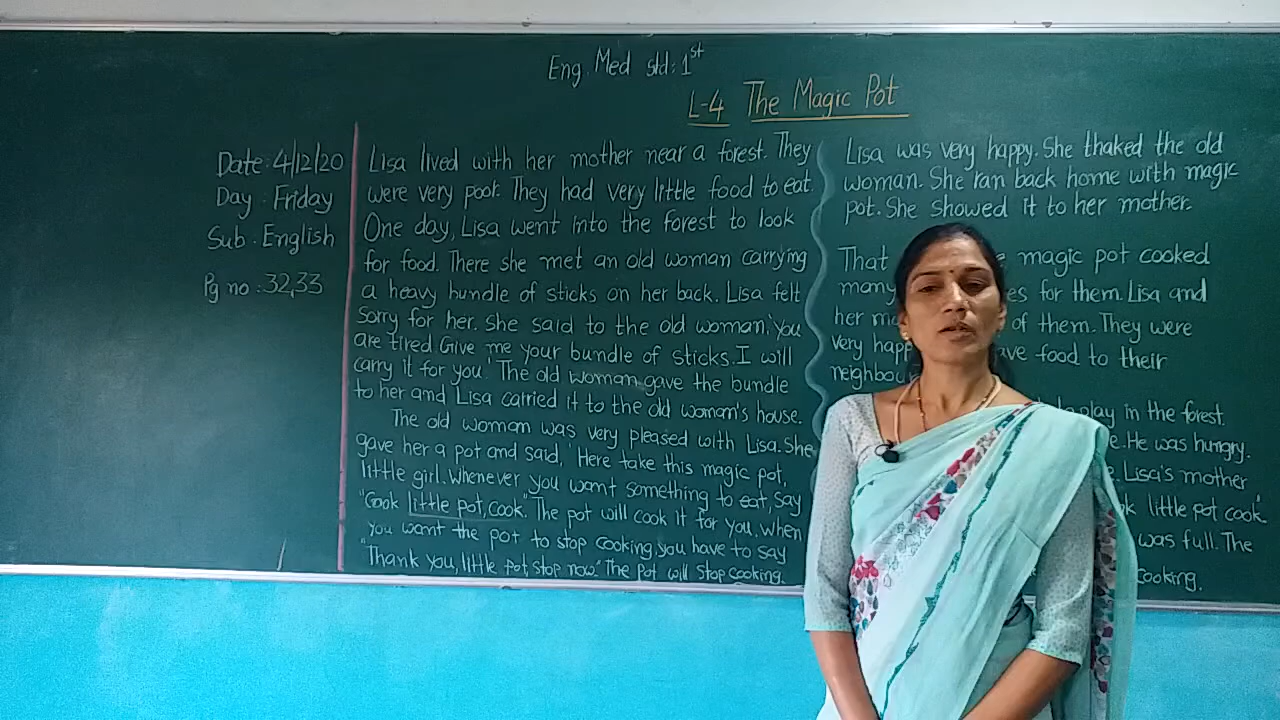 Eng. Med std: 1st
L-4 The Magic Pot
Date: 4/12/20
Day: Friday
Sub. English
Pg no: 32,33
Lisa lived with her mother near a forest. They
were very poor. They had very little food to eat.
One day, Lisa went into the forest to look
for food. There she met an old woman carrying
a heavy bundle of sticks on her back. Lisa felt
sorry for her. She said to the old woman, 'you
are tired Give me your bundle of sticks. I will
carry it for you.' The old woman gave the bundle
to her and Lisa carried it to the old woman's house.
The old woman was very pleased with Lisa. She
gave her a pot and said, 'Here take this magic pot,
little girl. Whenever you want something to eat, say
"Cook little pot, cook." The pot will cook it for you. When
you want the pot to stop cooking you have to say
"Thank you, little pot, stop now." The pot will stop cooking.
Lisa was very happy. She thaked the old
woman. She ran back home with magic
pot. She showed it to her mother.
That magic pot cooked
many for them. Lisa and
her of them. They were
very food to their
play in the forest.
He was hungry.
Lisa's mother
little pot cook"
was full. The
cooking.